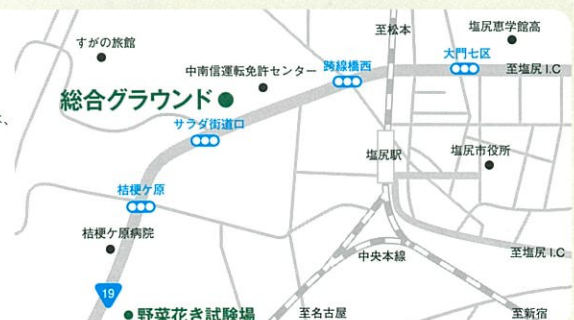 至松本
塩尻恵学館高
すがの旅館
大門七区
跨線橋西
中南信運転免許センター
至塩尻 I.C
総合グラウンド
サラダ街道口
塩尻駅
塩尻市役所
桔梗ケ原
桔梗ケ原病院
至塩尻 I.C
中央本線
19
野菜花き試験場
至名古屋
至新宿